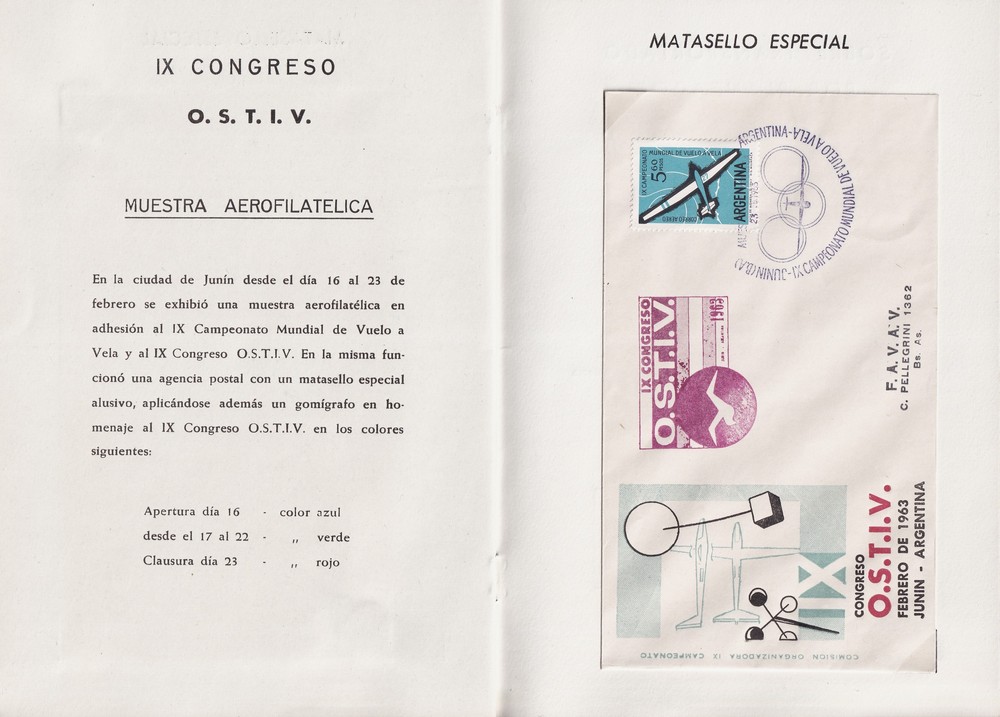 IX CONGRESO
O. S. T. I. V.
MUESTRA AEROFILATELICA
En la ciudad de Junín desde el día 16 al 23 de
febrero se exhibió una muestra aerofilatélica en
adhesión al IX Campeonato Mundial de Vuelo a
Vela y al IX Congreso O.S.T.I.V. En la misma fun-
cionó una agencia postal con un matasello especial
alusivo, aplicándose además un gomígrafo en ho-
menaje al IX Congreso O.S.T.I.V. en los colores
siguientes:
Apertura día 16 - color azul
desde el 17 al 22 - „ verde
Clausura día 23 - „ rojo
MATASELLO ESPECIAL
IX CAMPEONATO
MUNDIAL DE VUELO A VELA
5,60
PESOS
ARGENTINA
CORREO AEREO
ARGENTINA-VUELO A VELA
JUNIN(B.A)-IX CAMPEONATO MUNDIAL DE VUELO A VELA
IX CONGRESO
O.S.T.I.V.
1963
F. A. V. A. V.
C. PELLEGRINI 1362
Bs. As.
IX
CONGRESO
O.S.T.I.V.
FEBRERO DE 1963
JUNIN - ARGENTINA
COMISION ORGANIZADORA IX CAMPEONATO